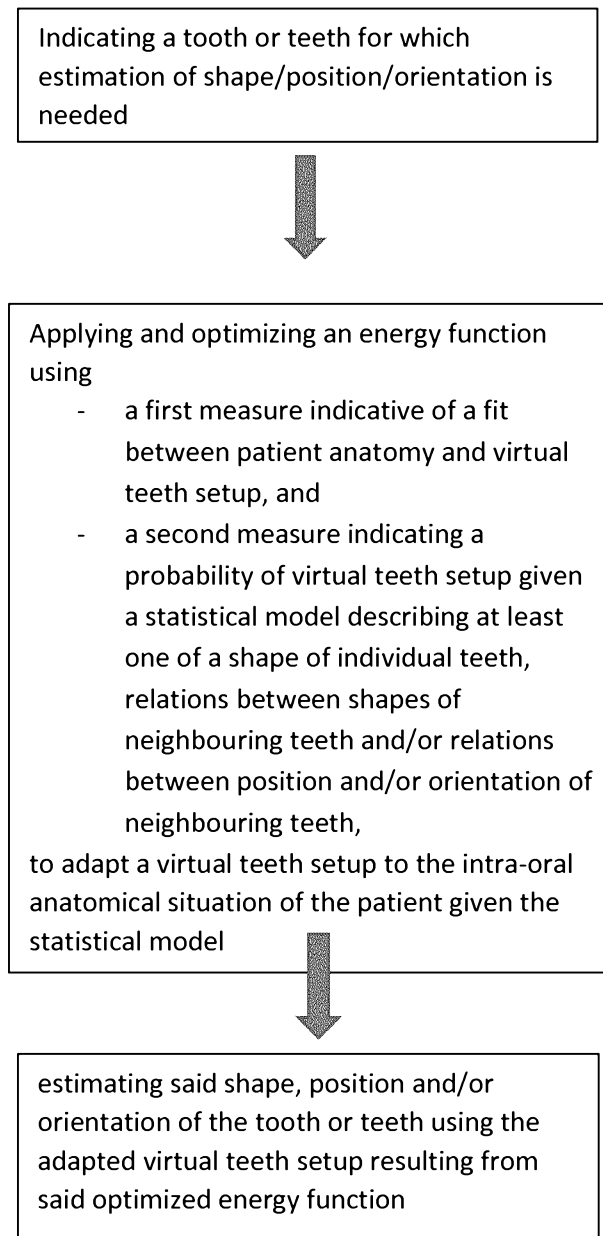 Indicating a tooth or teeth for which
estimation of shape/position/orientation is
needed
Applying and optimizing an energy function
using
- a first measure indicative of a fit
between patient anatomy and virtual
teeth setup, and
- a second measure indicating a
probability of virtual teeth setup given
a statistical model describing at least
one of a shape of individual teeth,
relations between shapes of
neighbouring teeth and/or relations
between position and/or orientation of
neighbouring teeth,
to adapt a virtual teeth setup to the intra-oral
anatomical situation of the patient given the
statistical model
estimating said shape, position and/or
orientation of the tooth or teeth using the
adapted virtual teeth setup resulting from
said optimized energy function